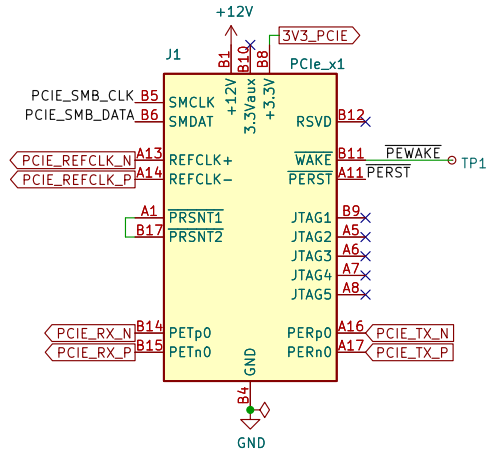 +12V
3V3_PCIE
J1
B1
B10
B8
PCIe_x1
+12V
3.3Vaux
+3.3V
PCIE_SMB_CLK B5 SMCLK
PCIE_SMB_DATA B6 SMDAT
RSVD B12
PCIE_REFCLK_N A13 REFCLK+
WAKE B11 PEWAKE TP1
PCIE_REFCLK_P A14 REFCLK-
PERST A11 PERST
A1 PRSNT1
JTAG1 B9
B17 PRSNT2
JTAG2 A5
JTAG3 A6
JTAG4 A7
JTAG5 A8
PCIE_RX_N B14 PETp0
PERp0 A16 PCIE_TX_N
PCIE_RX_P B15 PETn0
PERn0 A17 PCIE_TX_P
GND
B4
GND